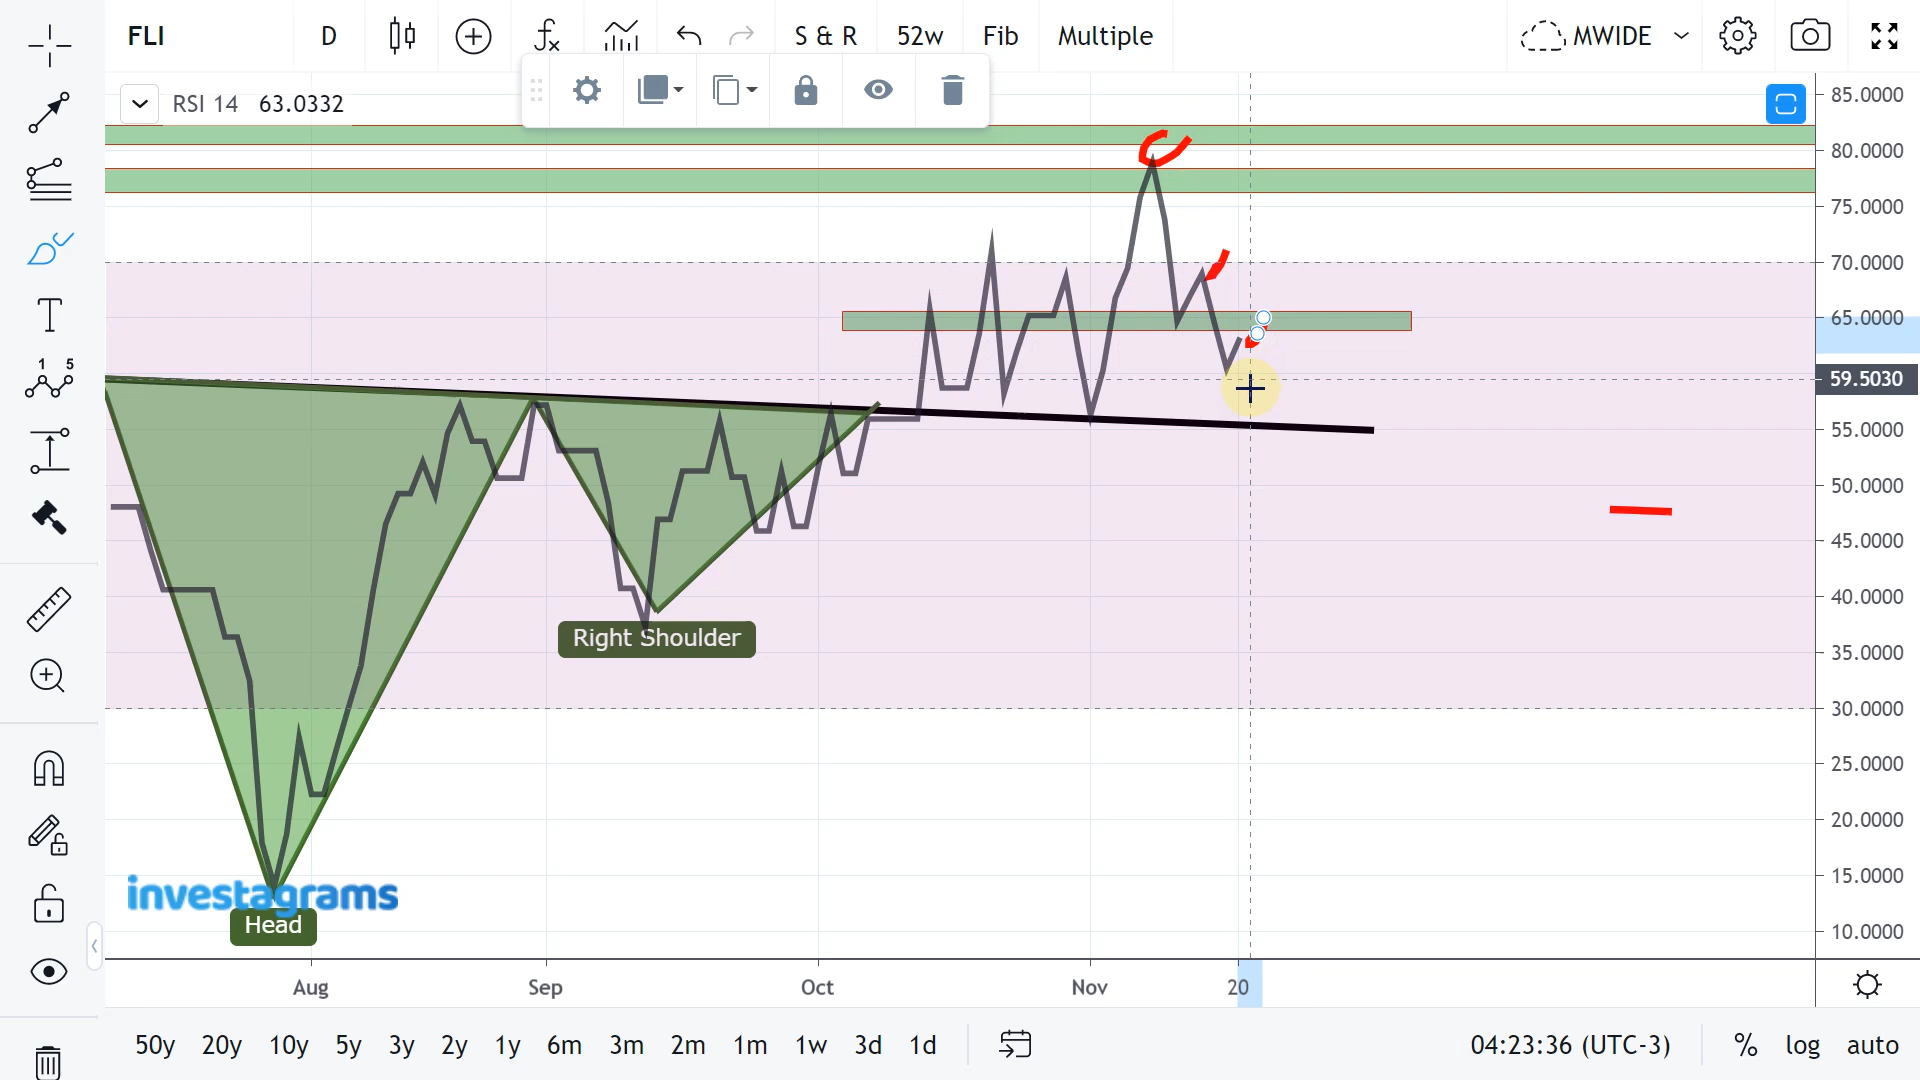 FLI D S & R 52w Fib Multiple MWIDE
RSI 14 63.0332
85.0000
80.0000
75.0000
70.0000
65.0000
59.5030
55.0000
50.0000
45.0000
40.0000
35.0000
30.0000
25.0000
20.0000
15.0000
10.0000
1 5
Right Shoulder
investagrams
Head
Aug Sep Oct Nov 20
50y 20y 10y 5y 3y 2y 1y 6m 3m 2m 1m 1w 3d 1d 04:23:36 (UTC-3) % log auto